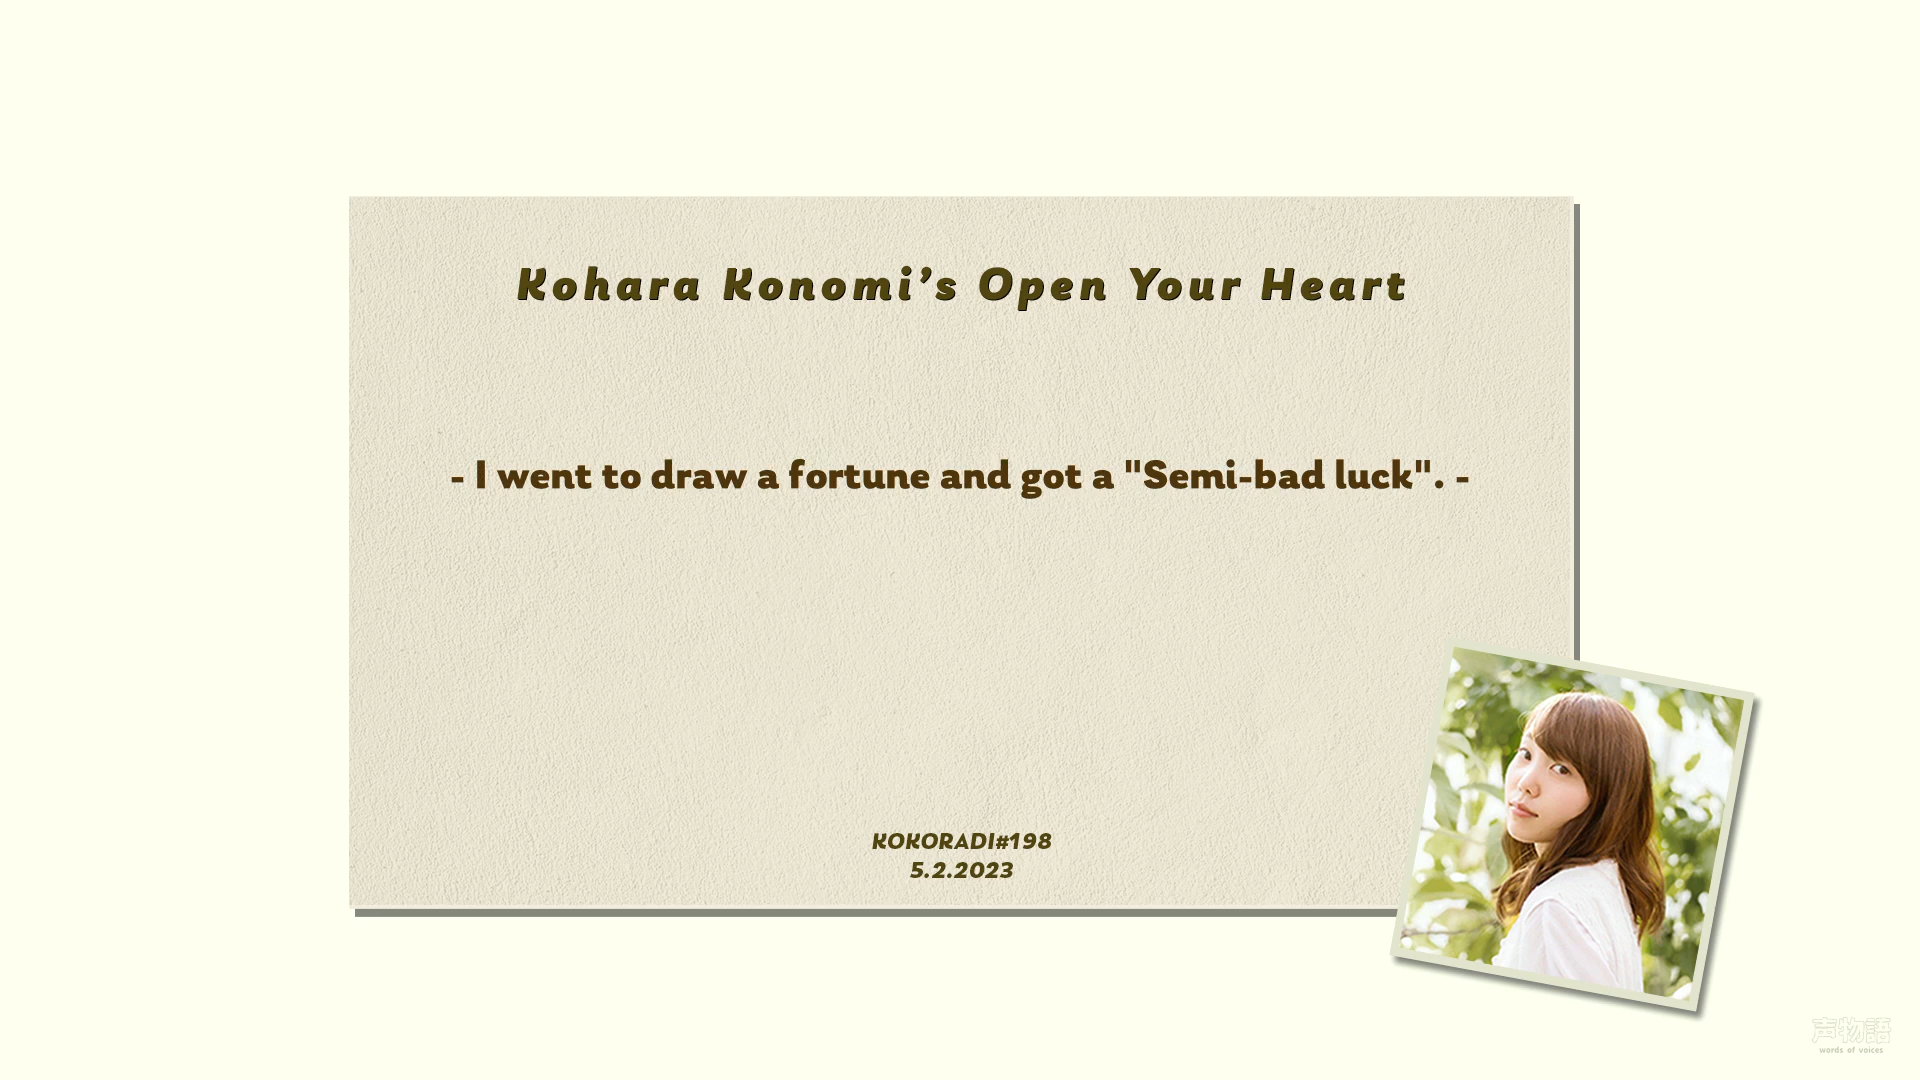 Kohara Konomi’s Open Your Heart
- I went to draw a fortune and got a "Semi-bad luck". -
KOKORADI#198
5.2.2023
声物語
words of voices